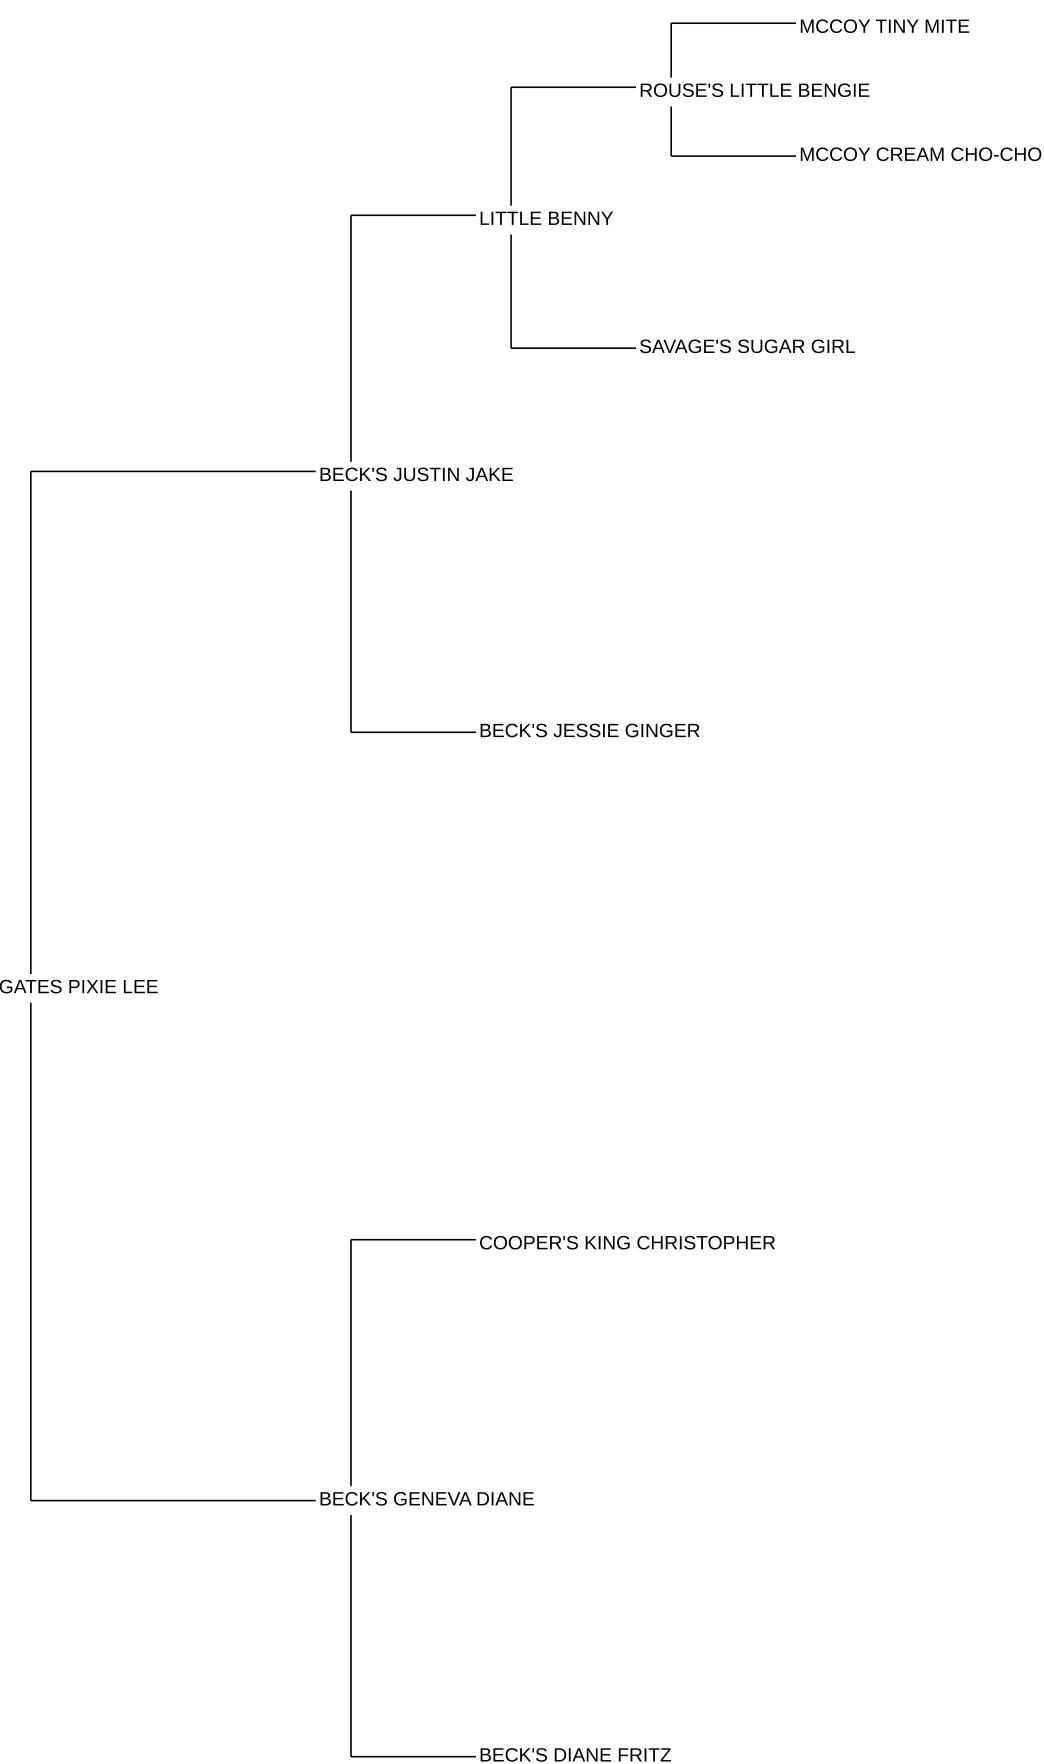 MCCOY TINY MITE
ROUSE'S LITTLE BENGIE
MCCOY CREAM CHO-CHO
LITTLE BENNY
SAVAGE'S SUGAR GIRL
BECK'S JUSTIN JAKE
BECK'S JESSIE GINGER
GATES PIXIE LEE
COOPER'S KING CHRISTOPHER
BECK'S GENEVA DIANE
BECK'S DIANE FRITZ